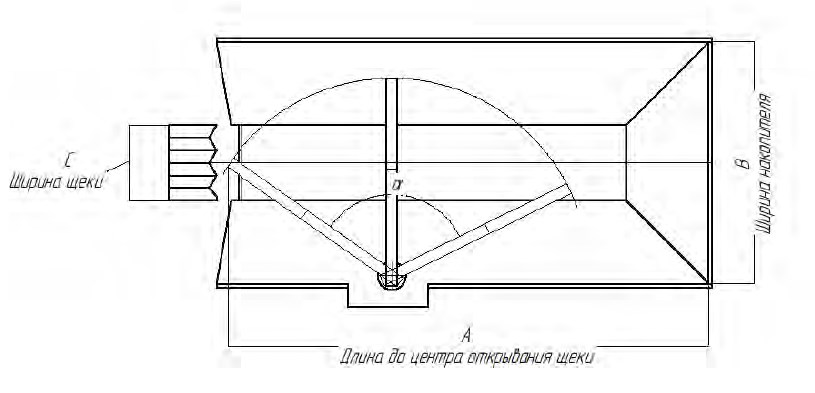 C
Ширина щеки
α
B
Ширина накопителя
A
Длина до центра открывания щеки